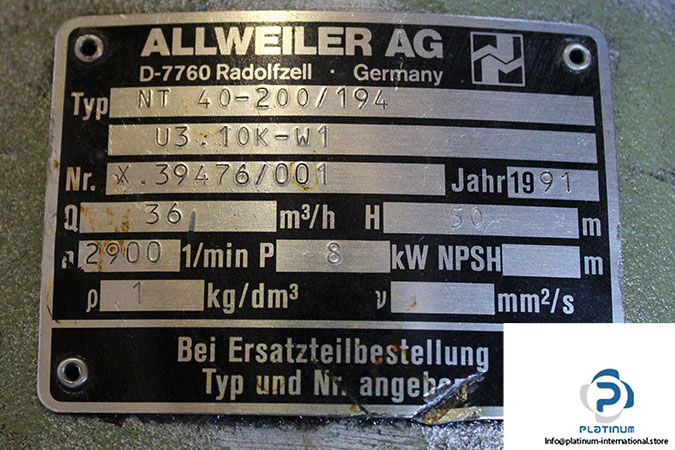 ALLWEILER AG
D-7760 Radolfzell · Germany
Typ NT 40-200/194
U3.10K-W1
Nr. X.39476/001 Jahr 1991
Q 36 m³/h H 50 m
n 2900 1/min P 8 kW NPSH m
ρ 1 kg/dm³ ν mm²/s
Bei Ersatzteilbestellung
Typ und Nr. angeben
PLATINUM
Info@platinum-international.store